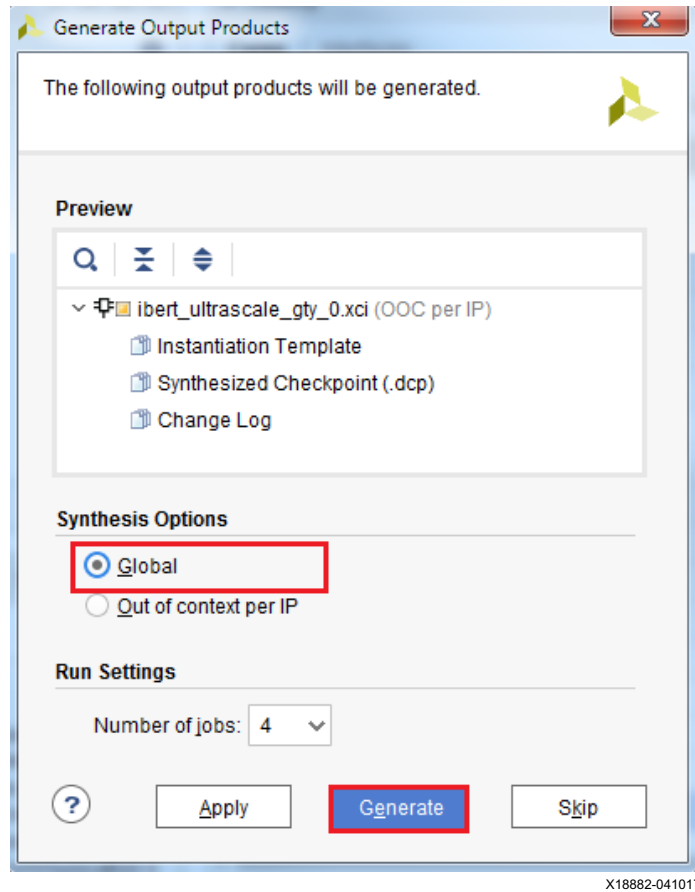 Generate Output Products
The following output products will be generated.
Preview
ibert_ultrascale_gty_0.xci (OOC per IP)
Instantiation Template
Synthesized Checkpoint (.dcp)
Change Log
Synthesis Options
Global
Out of context per IP
Run Settings
Number of jobs: 4
? Apply Generate Skip
X18882-04101